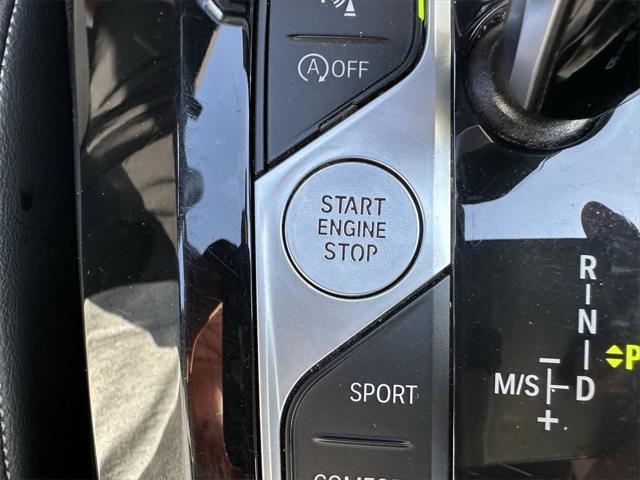 A OFF
START
ENGINE
STOP
R
N
P
M/S - D
+
SPORT